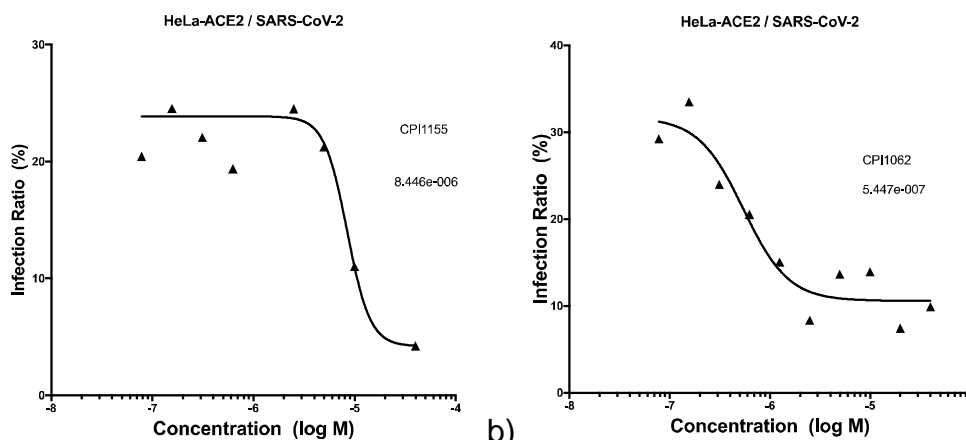 HeLa-ACE2 / SARS-CoV-2
30
20
10
0
Infection Ratio (%)
CPI1155
8.446e-006
-8
-7
-6
-5
-4
Concentration (log M)
b)
HeLa-ACE2 / SARS-CoV-2
40
30
20
10
0
Infection Ratio (%)
CPI1062
5.447e-007
-8
-7
-6
-5
-4
Concentration (log M)